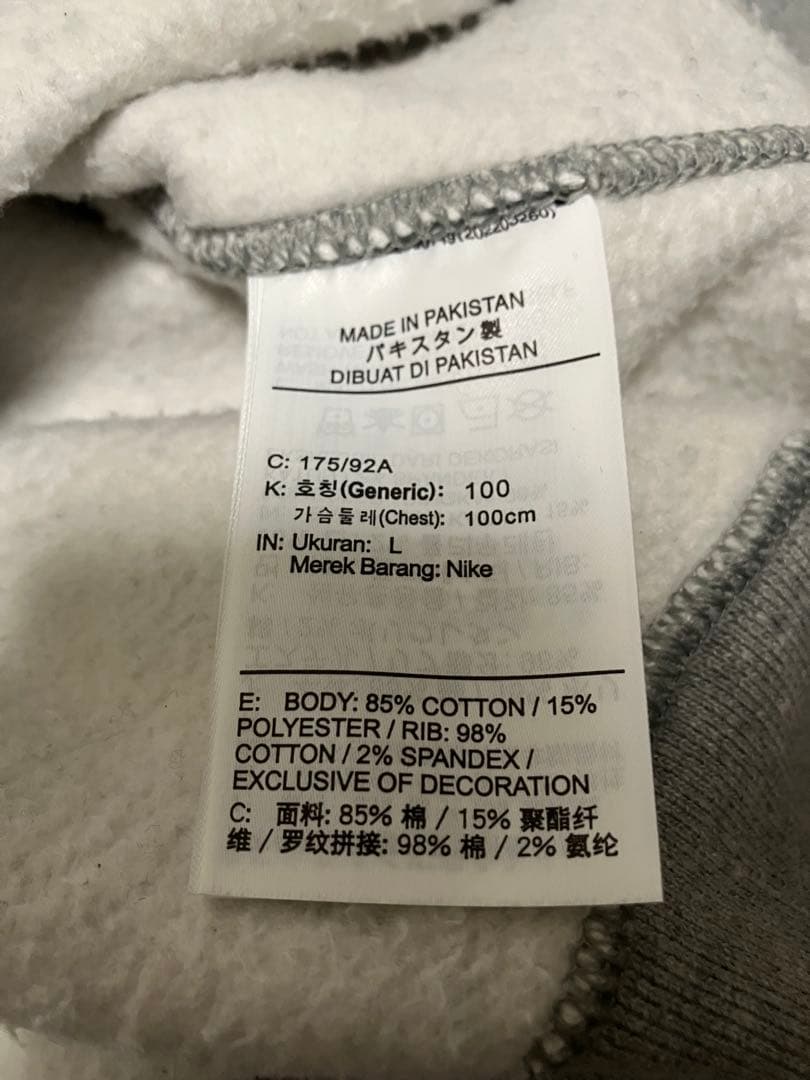 MADE IN PAKISTAN
パキスタン製
DIBUAT DI PAKISTAN
C: 175/92A
K: 호칭(Generic): 100
가슴둘레(Chest): 100cm
IN: Ukuran: L
Merek Barang: Nike
E: BODY: 85% COTTON / 15%
POLYESTER / RIB: 98%
COTTON / 2% SPANDEX /
EXCLUSIVE OF DECORATION
C: 面料: 85% 棉 / 15% 聚酯纤
维 / 罗纹拼接: 98% 棉 / 2% 氨纶